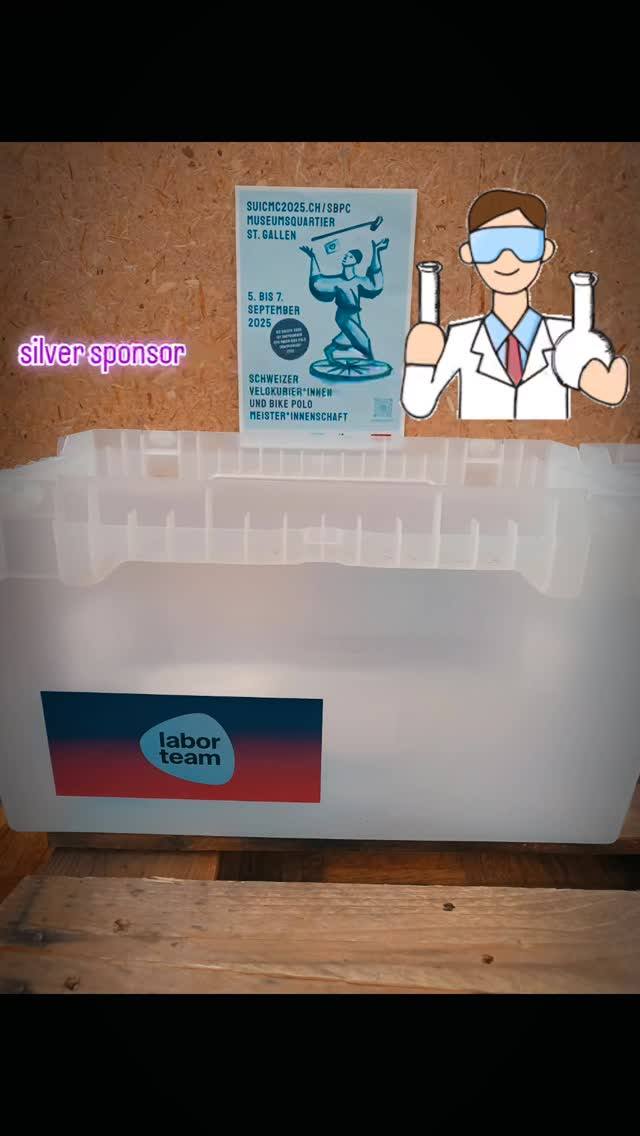 SUICMC2025.CH/SBPC
MUSEUMSQUARTIER
ST. GALLEN
5. BIS 7.
SEPTEMBER
2025
SCHWEIZER
VELOKURIER*INNEN
UND BIKE POLO
MEISTER*INNENSCHAFT
silver sponsor
labor
team